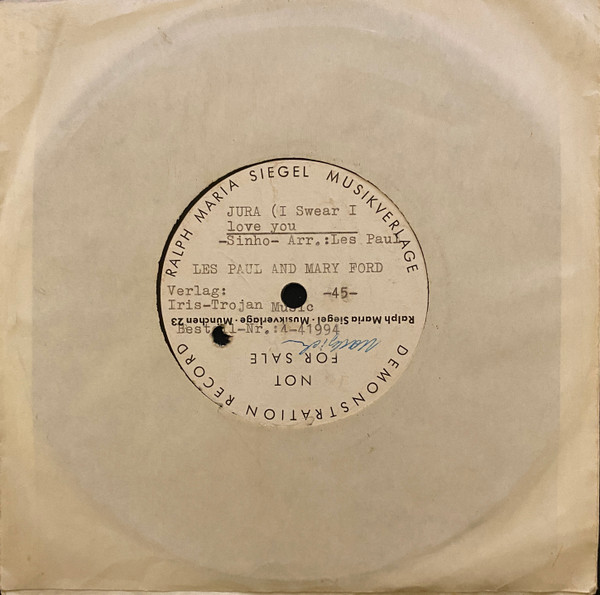 RALPH MARIA SIEGEL MUSIKVERLAGE
JURA (I Swear I
love you
-Sinho- Arr.:Les Paul
LES PAUL AND MARY FORD
Verlag: -45-
Iris-Trojan Music
Ralph Maria Siegel · Musikverlage · München 23
Bestell-Nr.:4-41994
NOT
FOR SALE
DEMONSTRATION RECORD